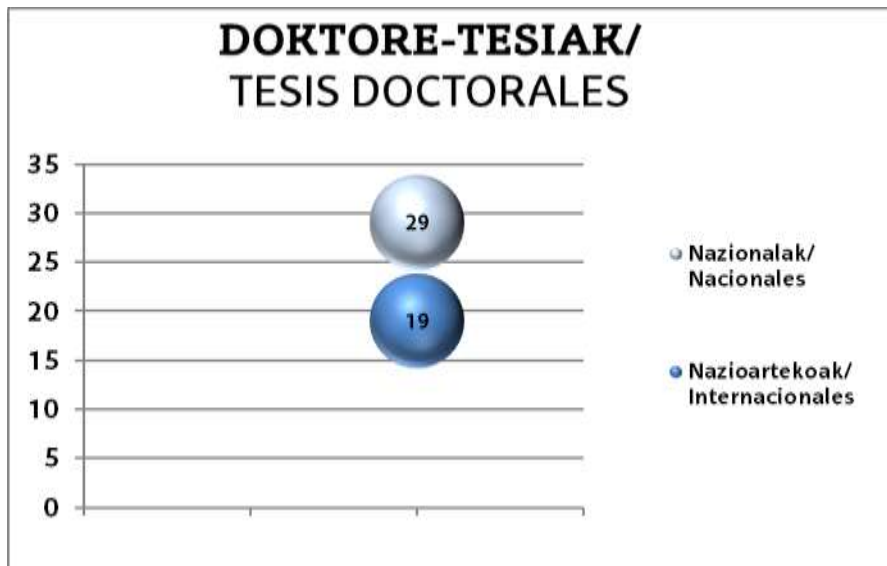 DOKTORE-TESIAK/
TESIS DOCTORALES
35
30
25
20
15
10
5
0
29
19
Nazionalak/
Nacionales
Nazioartekoak/
Internacionales